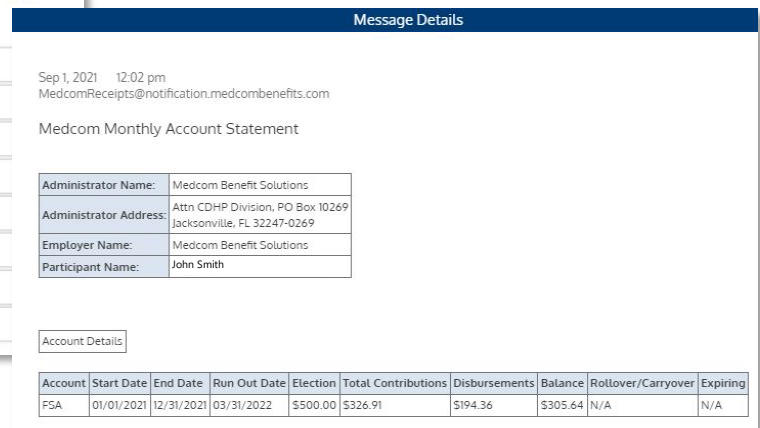 Message Details
Sep 1, 2021 12:02 pm
MedcomReceipts@notification.medcombenefits.com
Medcom Monthly Account Statement
Administrator Name: Medcom Benefit Solutions
Administrator Address: Attn CDHP Division, PO Box 10269
Jacksonville, FL 32247-0269
Employer Name: Medcom Benefit Solutions
Participant Name: John Smith
Account Details
Account Start Date End Date Run Out Date Election Total Contributions Disbursements Balance Rollover/Carryover Expiring
FSA 01/01/2021 12/31/2021 03/31/2022 $500.00 $326.91 $194.36 $305.64 N/A N/A